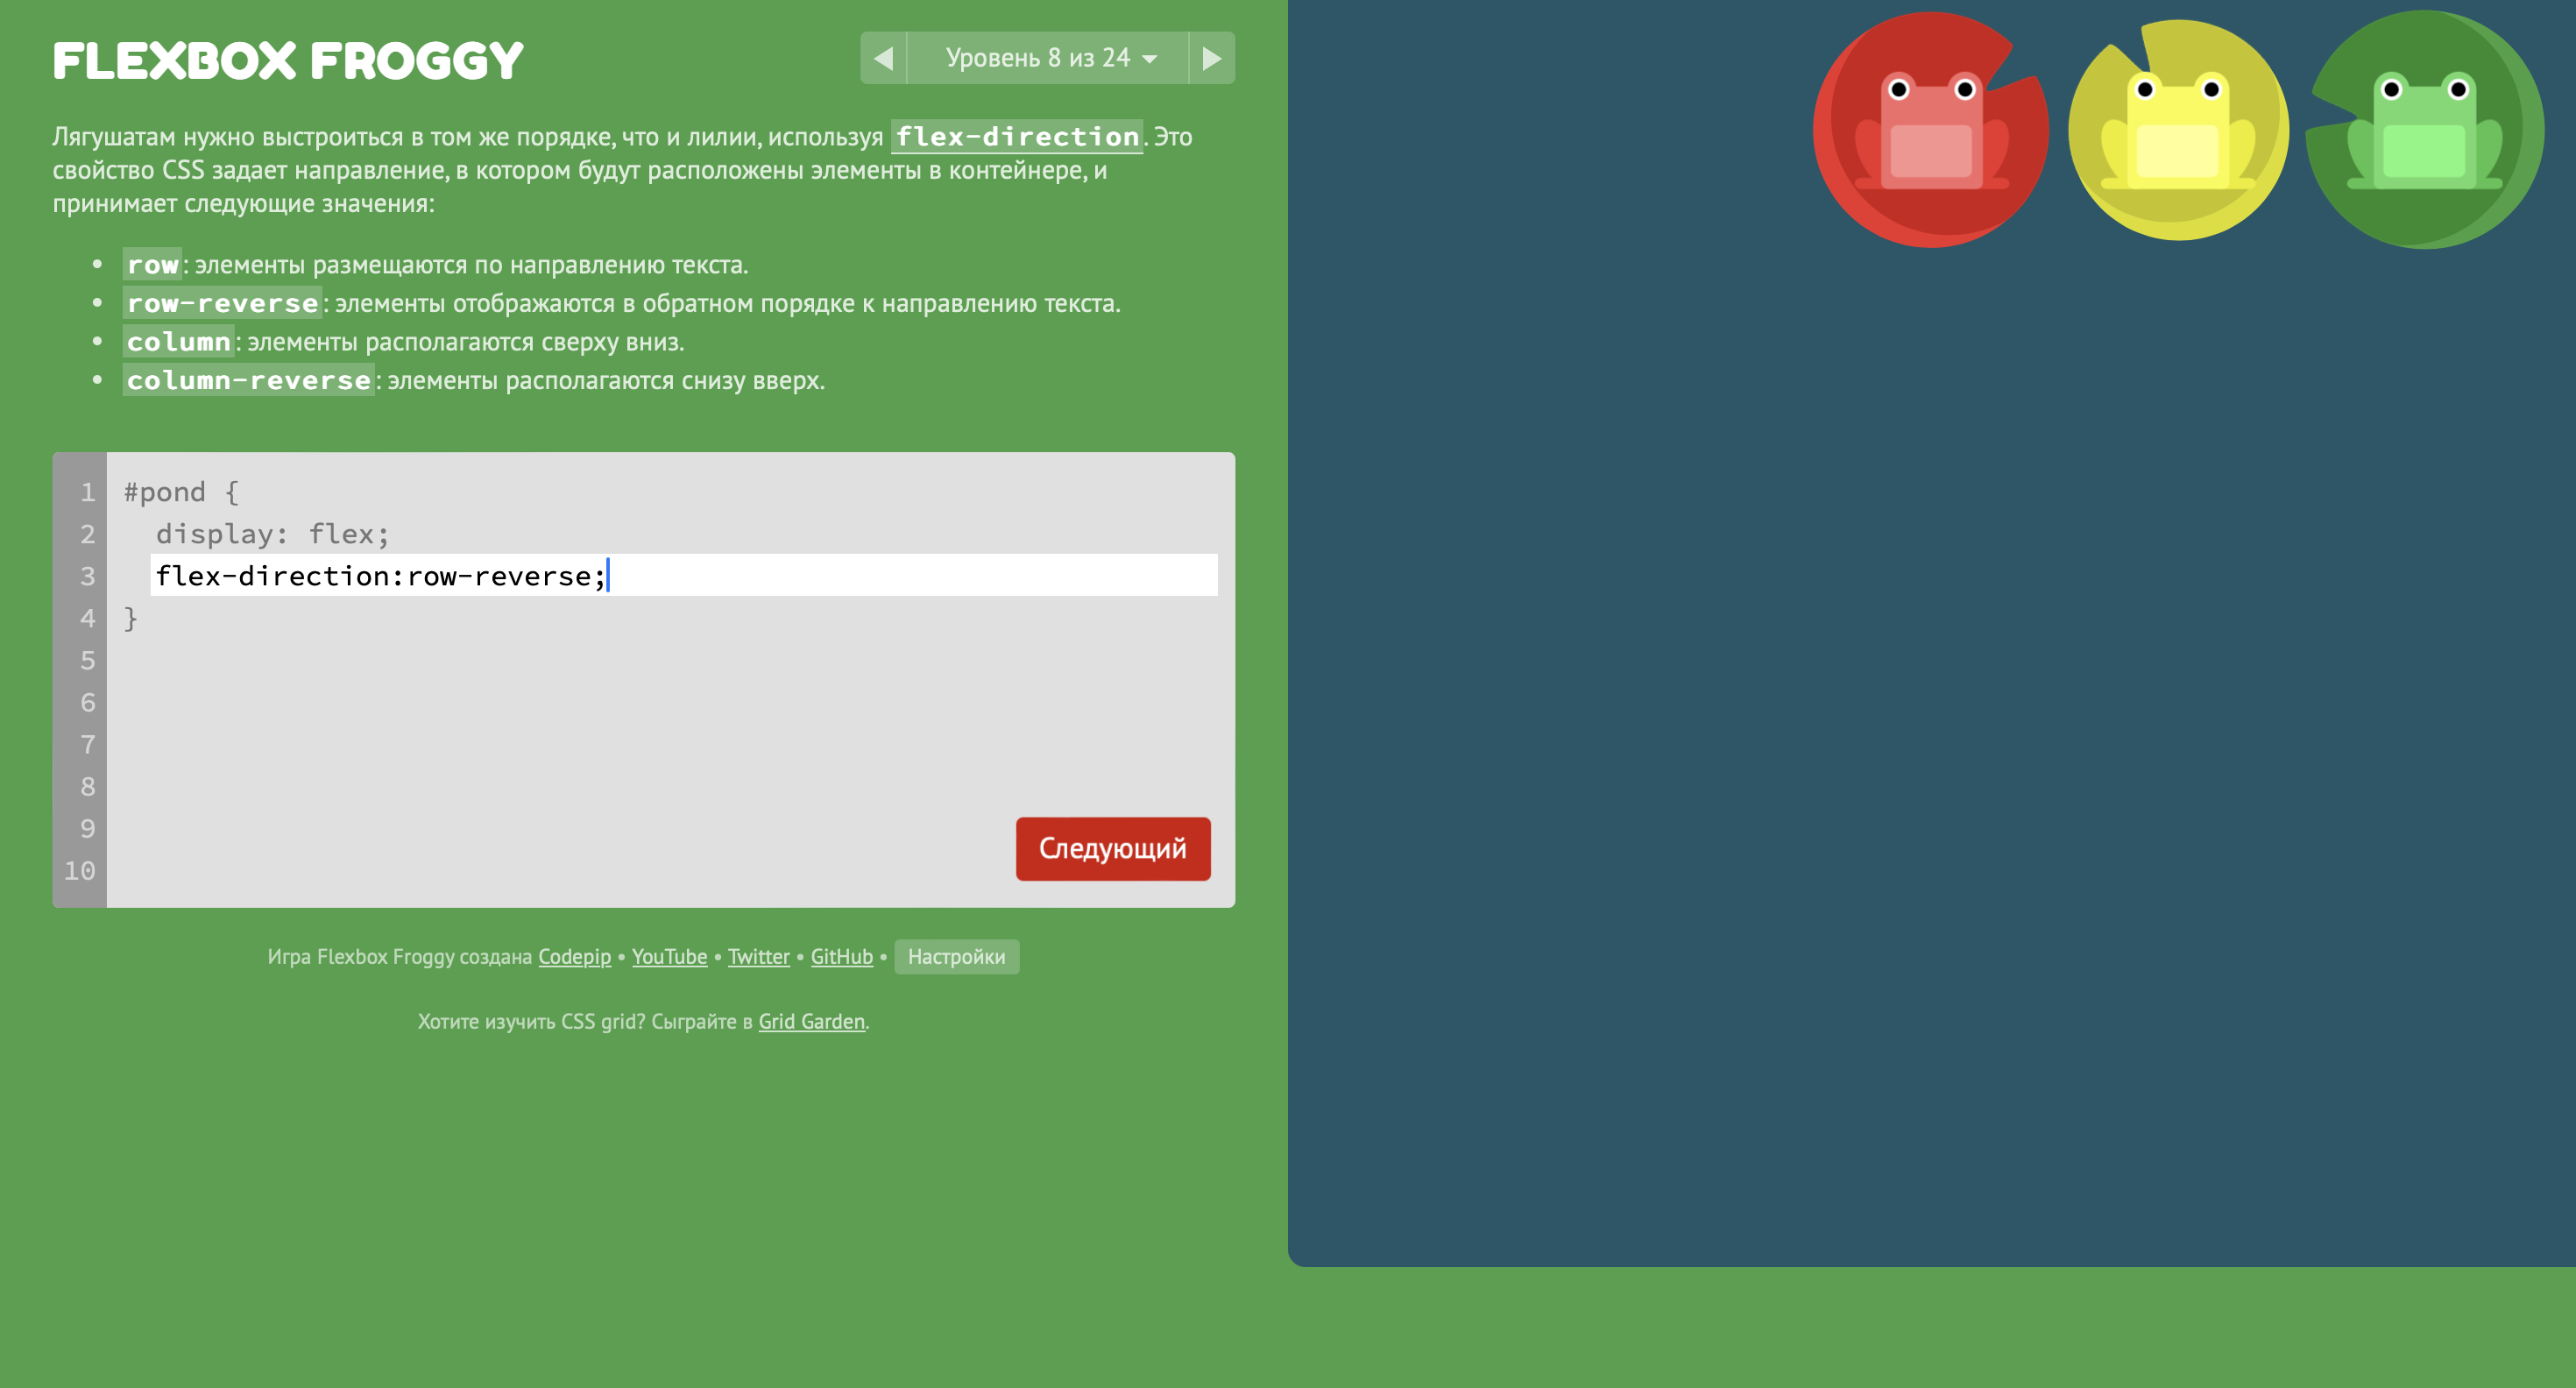 FLEXBOX FROGGY
Уровень 8 из 24
Лягушатам нужно выстроиться в том же порядке, что и лилии, используя flex-direction. Это
свойство CSS задает направление, в котором будут расположены элементы в контейнере, и
принимает следующие значения:
• row: элементы размещаются по направлению текста.
• row-reverse: элементы отображаются в обратном порядке к направлению текста.
• column: элементы располагаются сверху вниз.
• column-reverse: элементы располагаются снизу вверх.
1 #pond {
2 display: flex;
3 flex-direction:row-reverse;
4 }
5
6
7
8
9
10
Следующий
Игра Flexbox Froggy создана Codepip • YouTube • Twitter • GitHub • Настройки
Хотите изучить CSS grid? Сыграйте в Grid Garden.